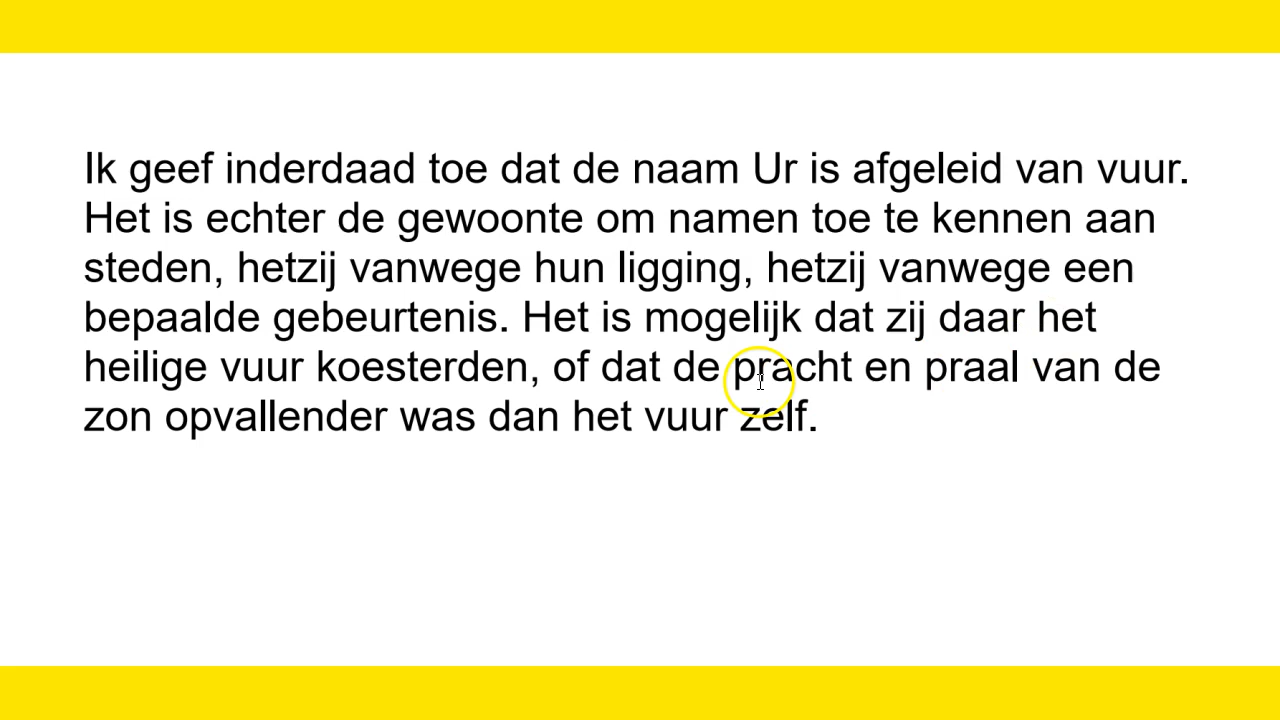 Ik geef inderdaad toe dat de naam Ur is afgeleid van vuur.
Het is echter de gewoonte om namen toe te kennen aan
steden, hetzij vanwege hun ligging, hetzij vanwege een
bepaalde gebeurtenis. Het is mogelijk dat zij daar het
heilige vuur koesterden, of dat de pracht en praal van de
zon opvallender was dan het vuur zelf.